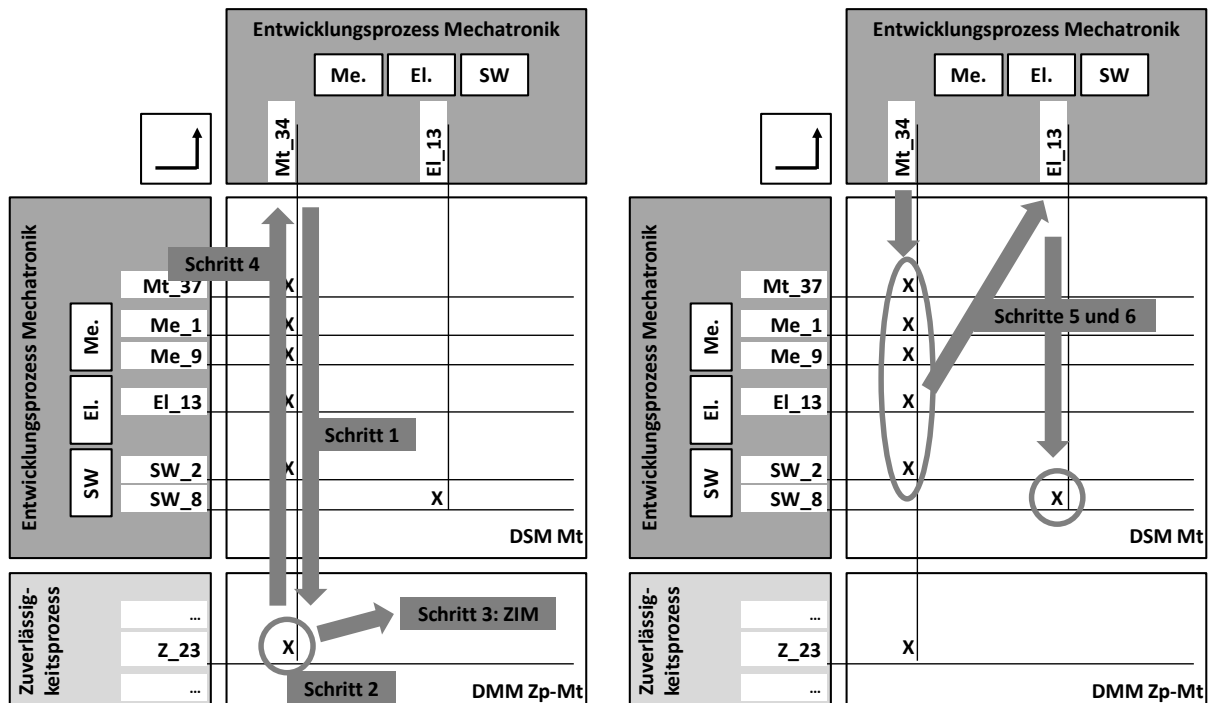 Entwicklungsprozess Mechatronik
Me. El. SW
Mt_34
El_13
Entwicklungsprozess Mechatronik
Me.
El.
SW
Mt_37 X
Me_1 X
Me_9 X
El_13 X
SW_2 X
SW_8 X
Schritt 4
Schritt 1
DSM Mt
Zuverlässig-
keitsprozess
...
Z_23 X
...
Schritt 3: ZIM
Schritt 2
DMM Zp-Mt
Entwicklungsprozess Mechatronik
Me. El. SW
Mt_34
El_13
Entwicklungsprozess Mechatronik
Me.
El.
SW
Mt_37 X
Me_1 X
Me_9 X
El_13 X
SW_2 X
SW_8 X
Schritte 5 und 6
DSM Mt
Zuverlässig-
keitsprozess
...
Z_23 X
...
DMM Zp-Mt